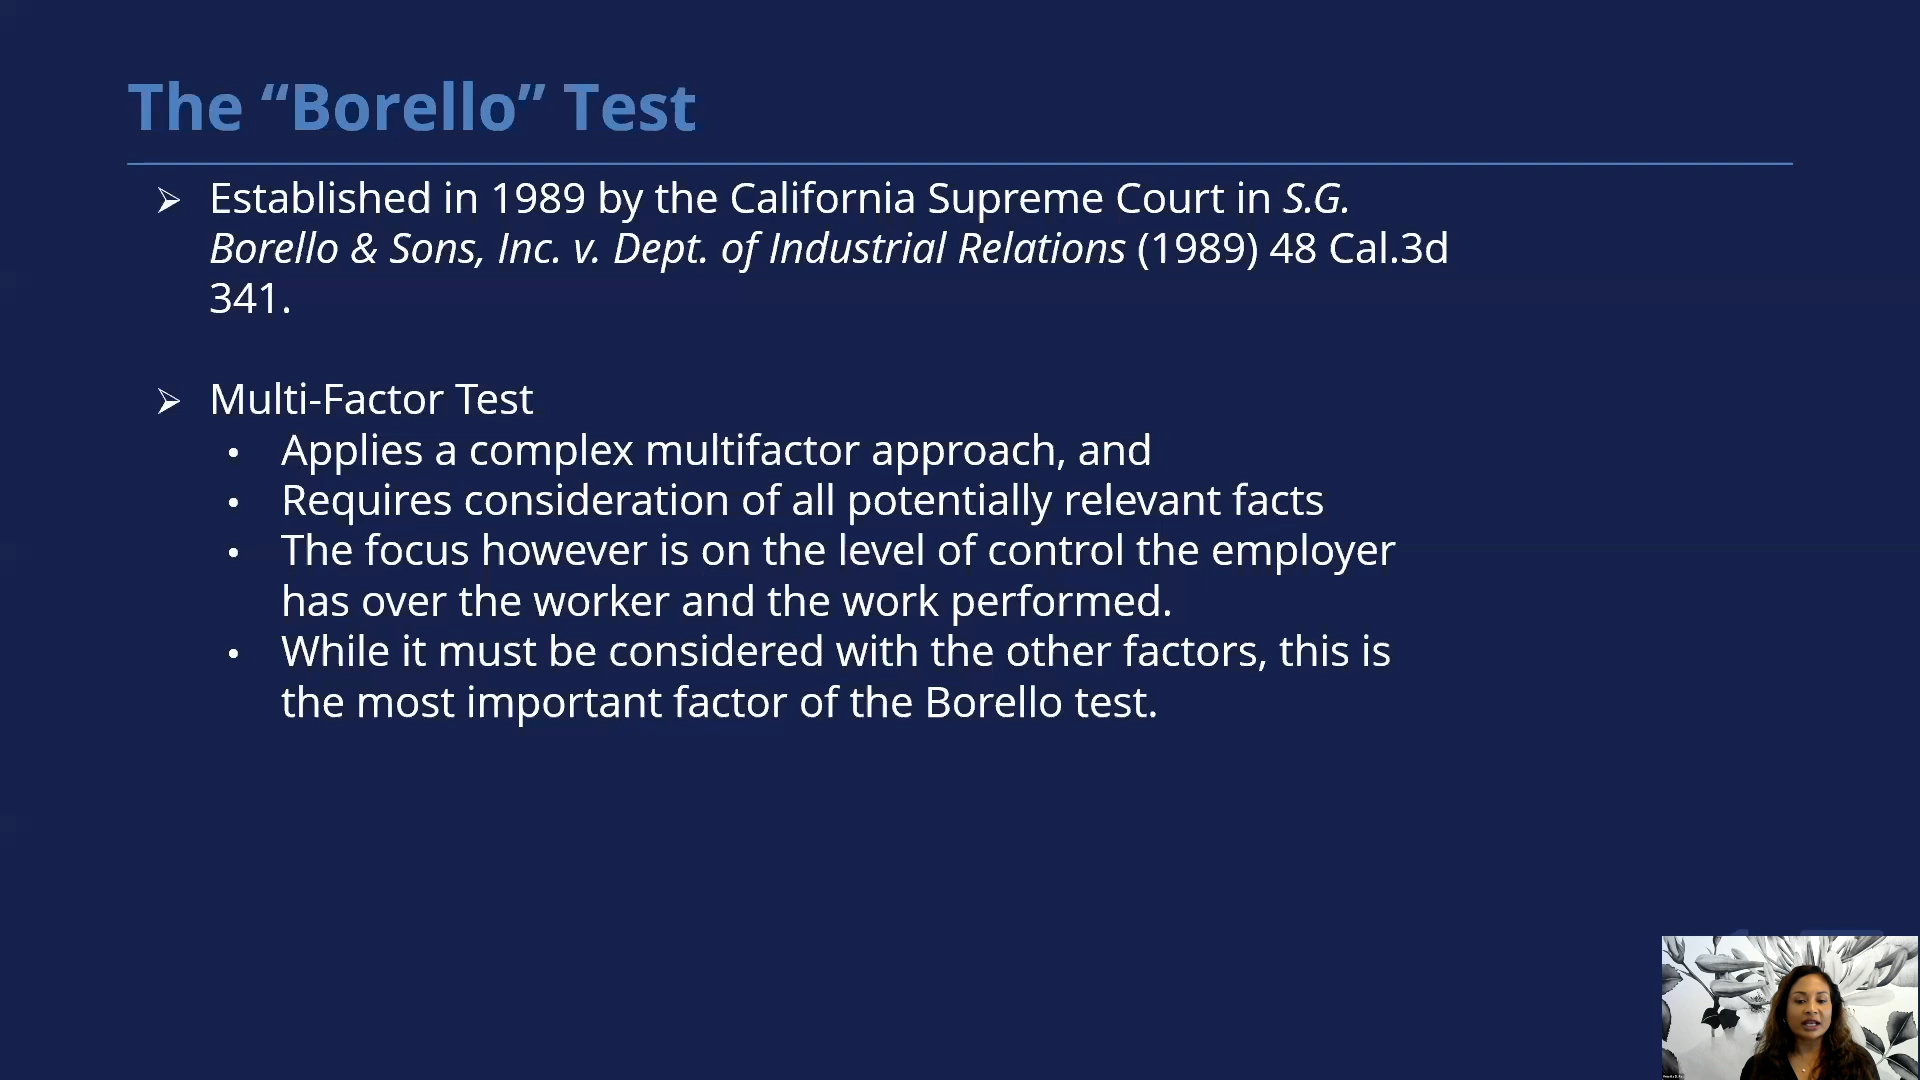 The “Borello” Test
➢ Established in 1989 by the California Supreme Court in S.G.
Borello & Sons, Inc. v. Dept. of Industrial Relations (1989) 48 Cal.3d
341.
➢ Multi-Factor Test
• Applies a complex multifactor approach, and
• Requires consideration of all potentially relevant facts
• The focus however is on the level of control the employer
has over the worker and the work performed.
• While it must be considered with the other factors, this is
the most important factor of the Borello test.